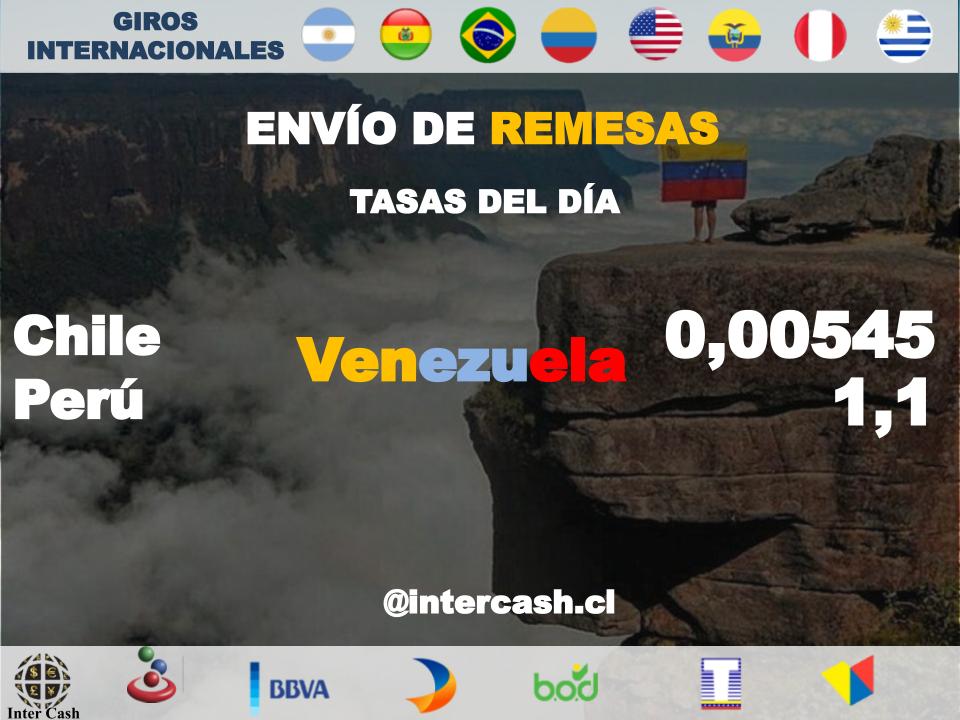 GIROS
INTERNACIONALES
ENVÍO DE REMESAS
TASAS DEL DÍA
Chile
Perú
Venezuela
0,00545
1,1
@intercash.cl
$ €
£ ¥
Inter Cash
BBVA
b.o.d